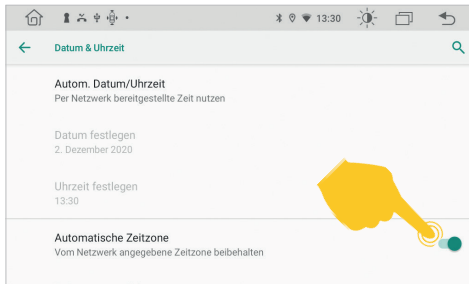 13:30
Datum & Uhrzeit
Autom. Datum/Uhrzeit
Per Netzwerk bereitgestellte Zeit nutzen
Datum festlegen
2. Dezember 2020
Uhrzeit festlegen
13:30
Automatische Zeitzone
Vom Netzwerk angegebene Zeitzone beibehalten